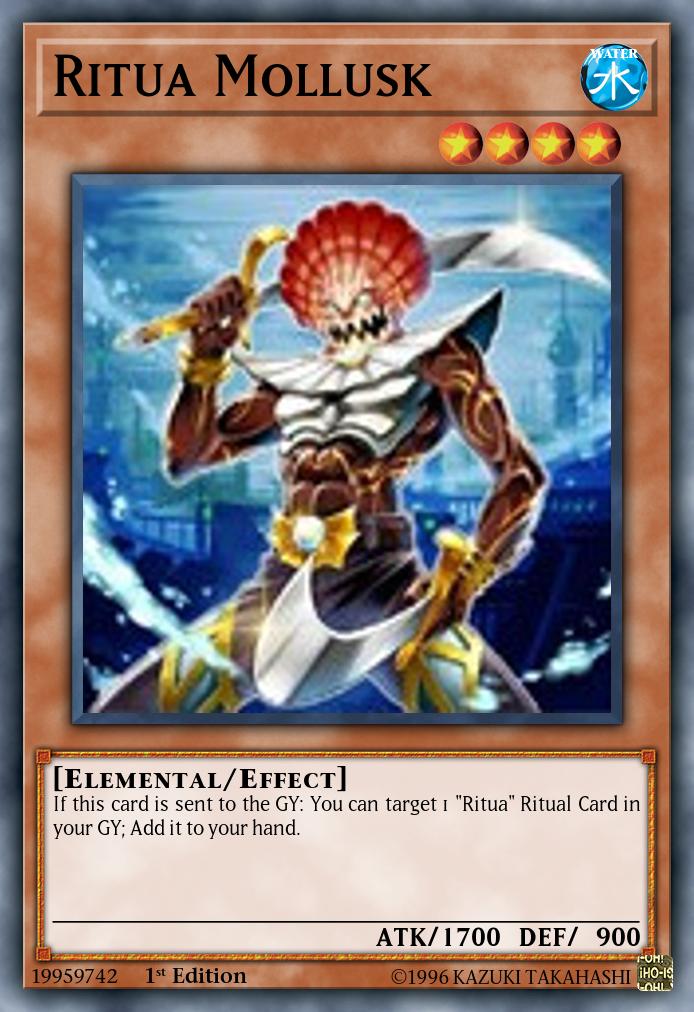 Ritua Mollusk
WATER
水
[Elemental/Effect]
If this card is sent to the GY: You can target 1 "Ritua" Ritual Card in
your GY; Add it to your hand.
ATK/1700 DEF/ 900
19959742 1st Edition ©1996 KAZUKI TAKAHASHI